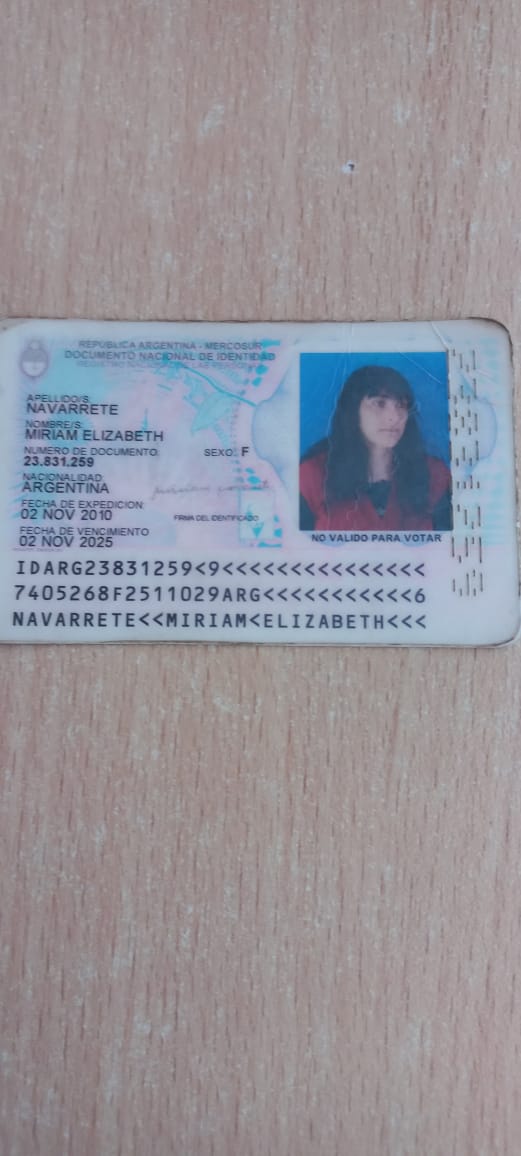 REPUBLICA ARGENTINA - MERCOSUR
DOCUMENTO NACIONAL DE IDENTIDAD
REGISTRO NACIONAL DE LAS PERSONAS
APELLIDO/S
NAVARRETE
NOMBRE/S:
MIRIAM ELIZABETH
NUMERO DE DOCUMENTO: SEXO: F
23.831.259
NACIONALIDAD
ARGENTINA
FECHA DE EXPEDICION:
02 NOV 2010 FIRMA DEL IDENTIFICADO
FECHA DE VENCIMIENTO
02 NOV 2025
NO VALIDO PARA VOTAR
IDARG23831259<9<<<<<<<<<<<<<<<
7405268F2511029ARG<<<<<<<<<<<6
NAVARRETE<<MIRIAM<ELIZABETH<<<